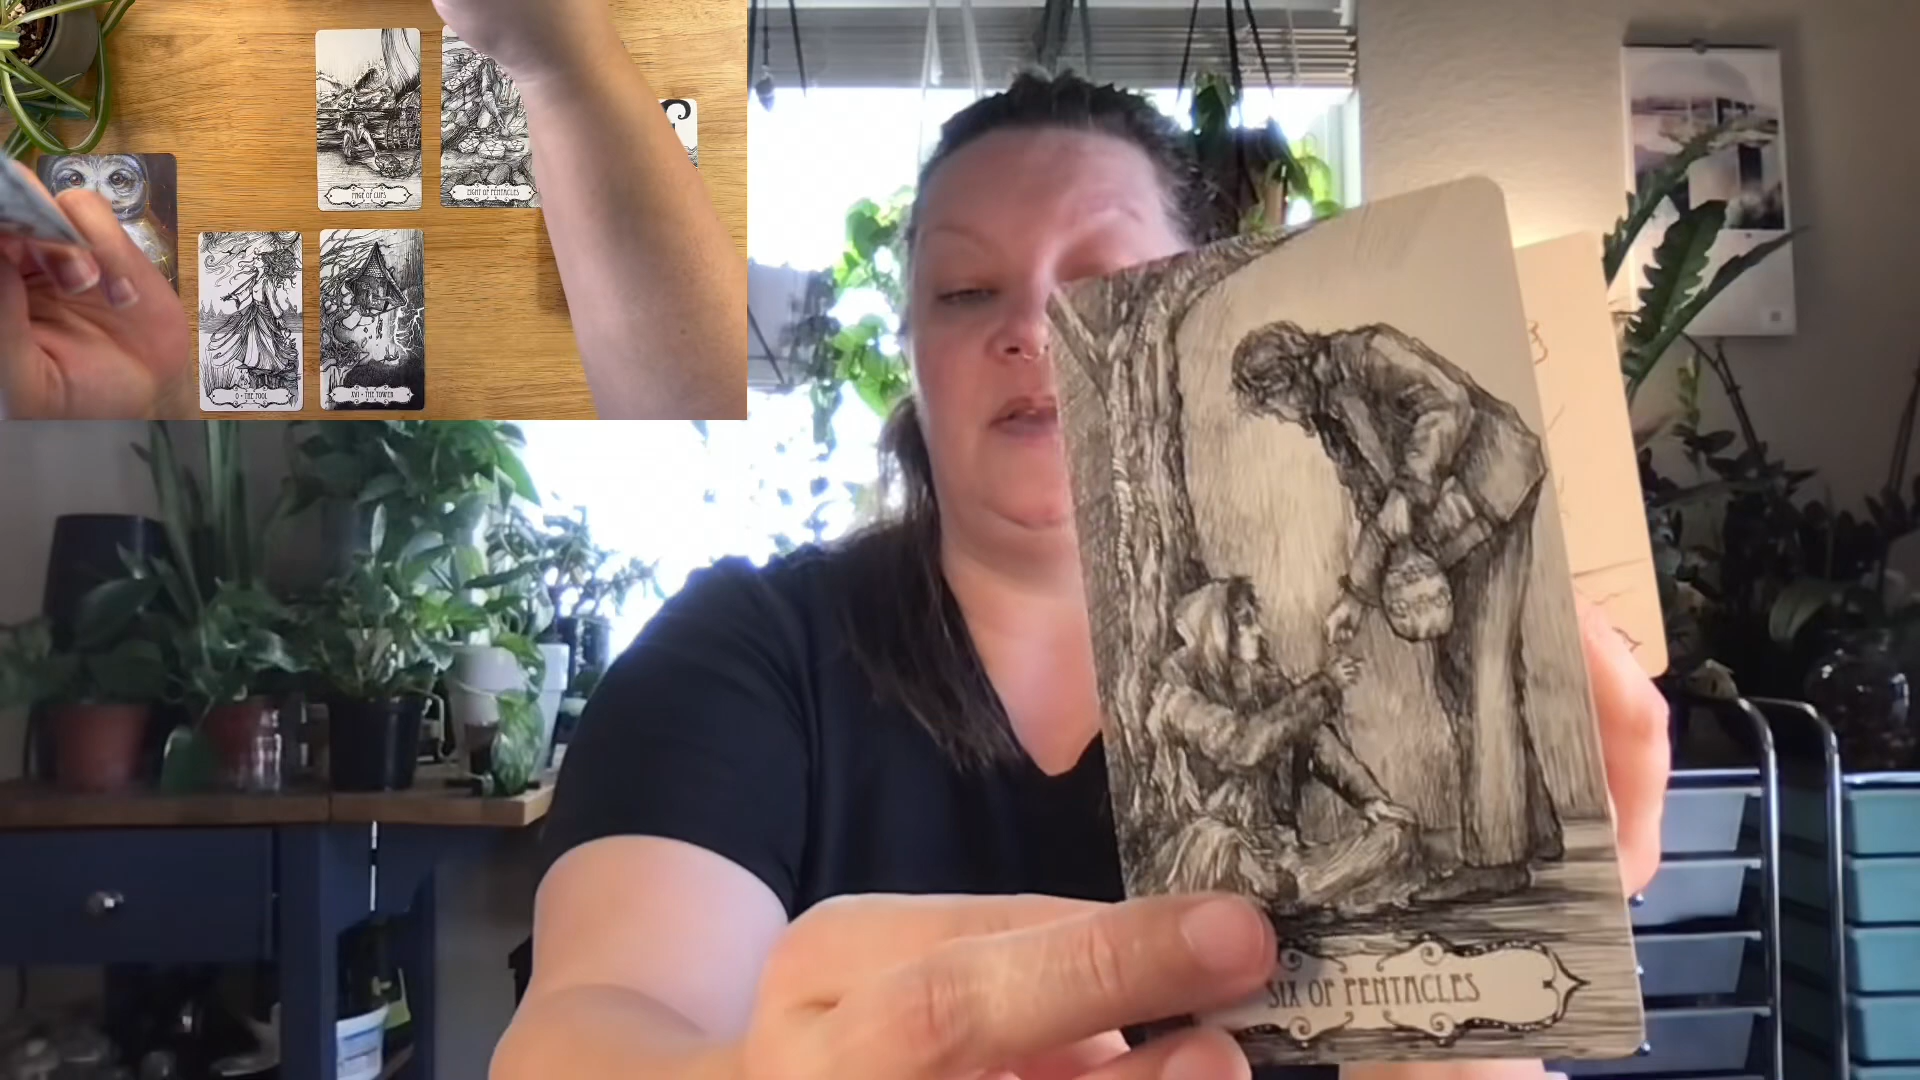 PAGE OF CUPS
EIGHT OF PENTACLES
0 • THE FOOL
XVI • THE TOWER
SIX OF PENTACLES